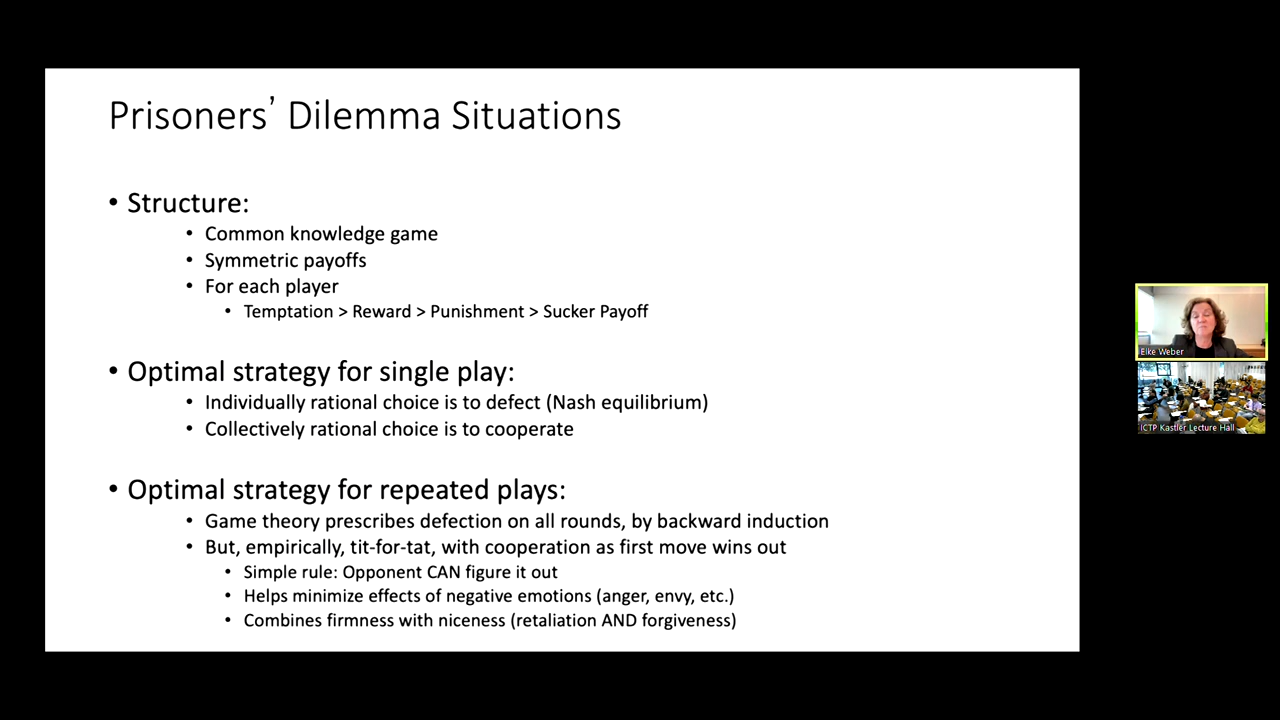 Prisoners’ Dilemma Situations
• Structure:
• Common knowledge game
• Symmetric payoffs
• For each player
• Temptation > Reward > Punishment > Sucker Payoff
• Optimal strategy for single play:
• Individually rational choice is to defect (Nash equilibrium)
• Collectively rational choice is to cooperate
• Optimal strategy for repeated plays:
• Game theory prescribes defection on all rounds, by backward induction
• But, empirically, tit-for-tat, with cooperation as first move wins out
• Simple rule: Opponent CAN figure it out
• Helps minimize effects of negative emotions (anger, envy, etc.)
• Combines firmness with niceness (retaliation AND forgiveness)
Elke Weber
ICTP Kastler Lecture Hall